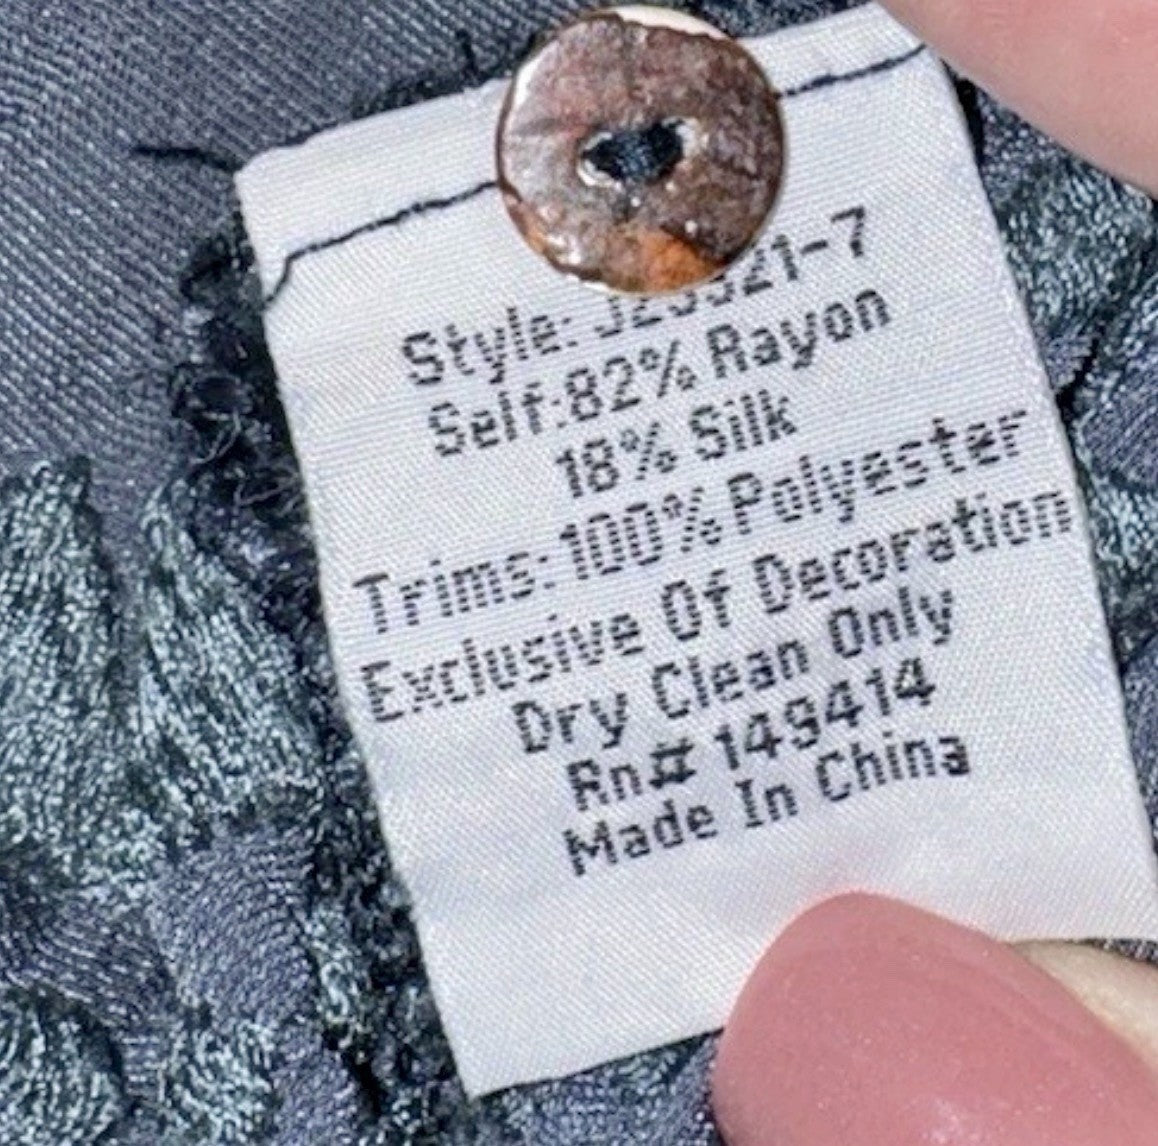 Style: J23321-7
Self:82% Rayon
18% Silk
Trims:100% Polyester
Exclusive Of Decoration
Dry Clean Only
Rn# 149414
Made In China